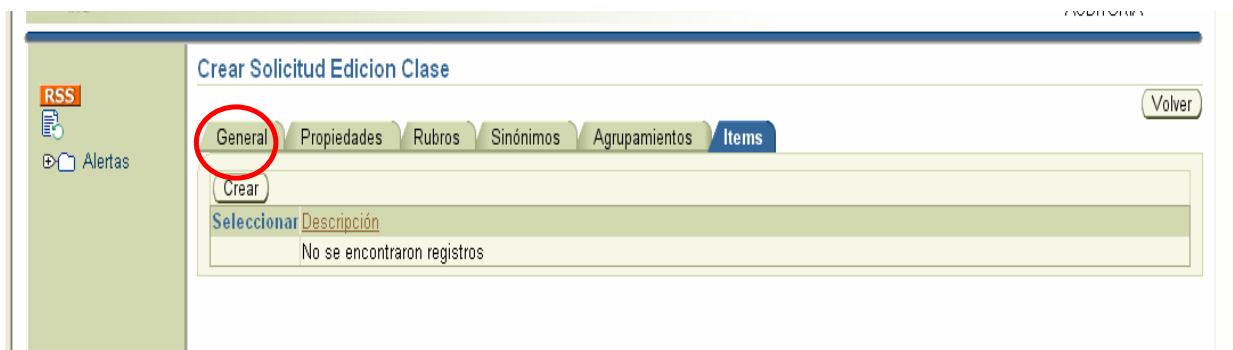 Crear Solicitud Edicion Clase
RSS
Volver
General Propiedades Rubros Sinónimos Agrupamientos Items
Alertas
Crear
Seleccionar Descripción
No se encontraron registros